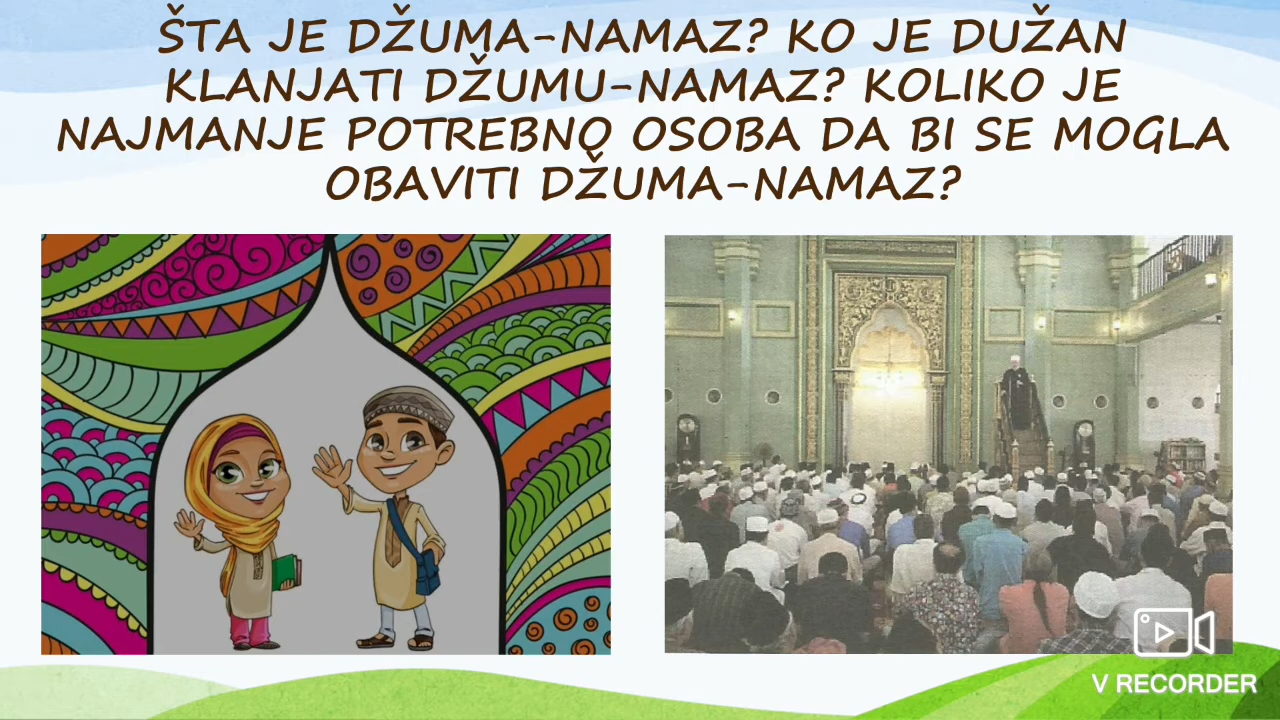 ŠTA JE DŽUMA-NAMAZ? KO JE DUŽAN
KLANJATI DŽUMU-NAMAZ? KOLIKO JE
NAJMANJE POTREBNO OSOBA DA BI SE MOGLA
OBAVITI DŽUMA-NAMAZ?
V RECORDER